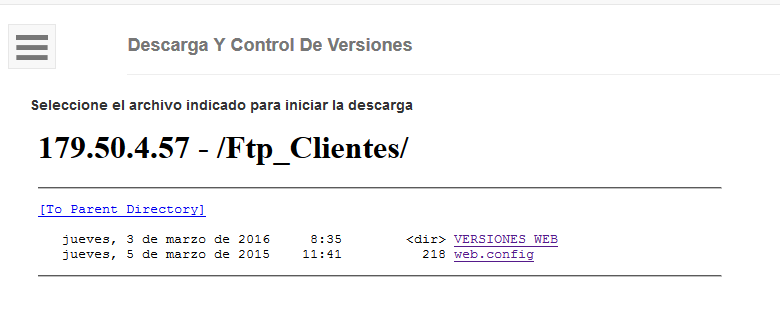 Descarga Y Control De Versiones
Seleccione el archivo indicado para iniciar la descarga
179.50.4.57 - /Ftp_Clientes/
[To Parent Directory]
jueves, 3 de marzo de 2016 8:35 <dir> VERSIONES WEB
jueves, 5 de marzo de 2015 11:41 218 web.config